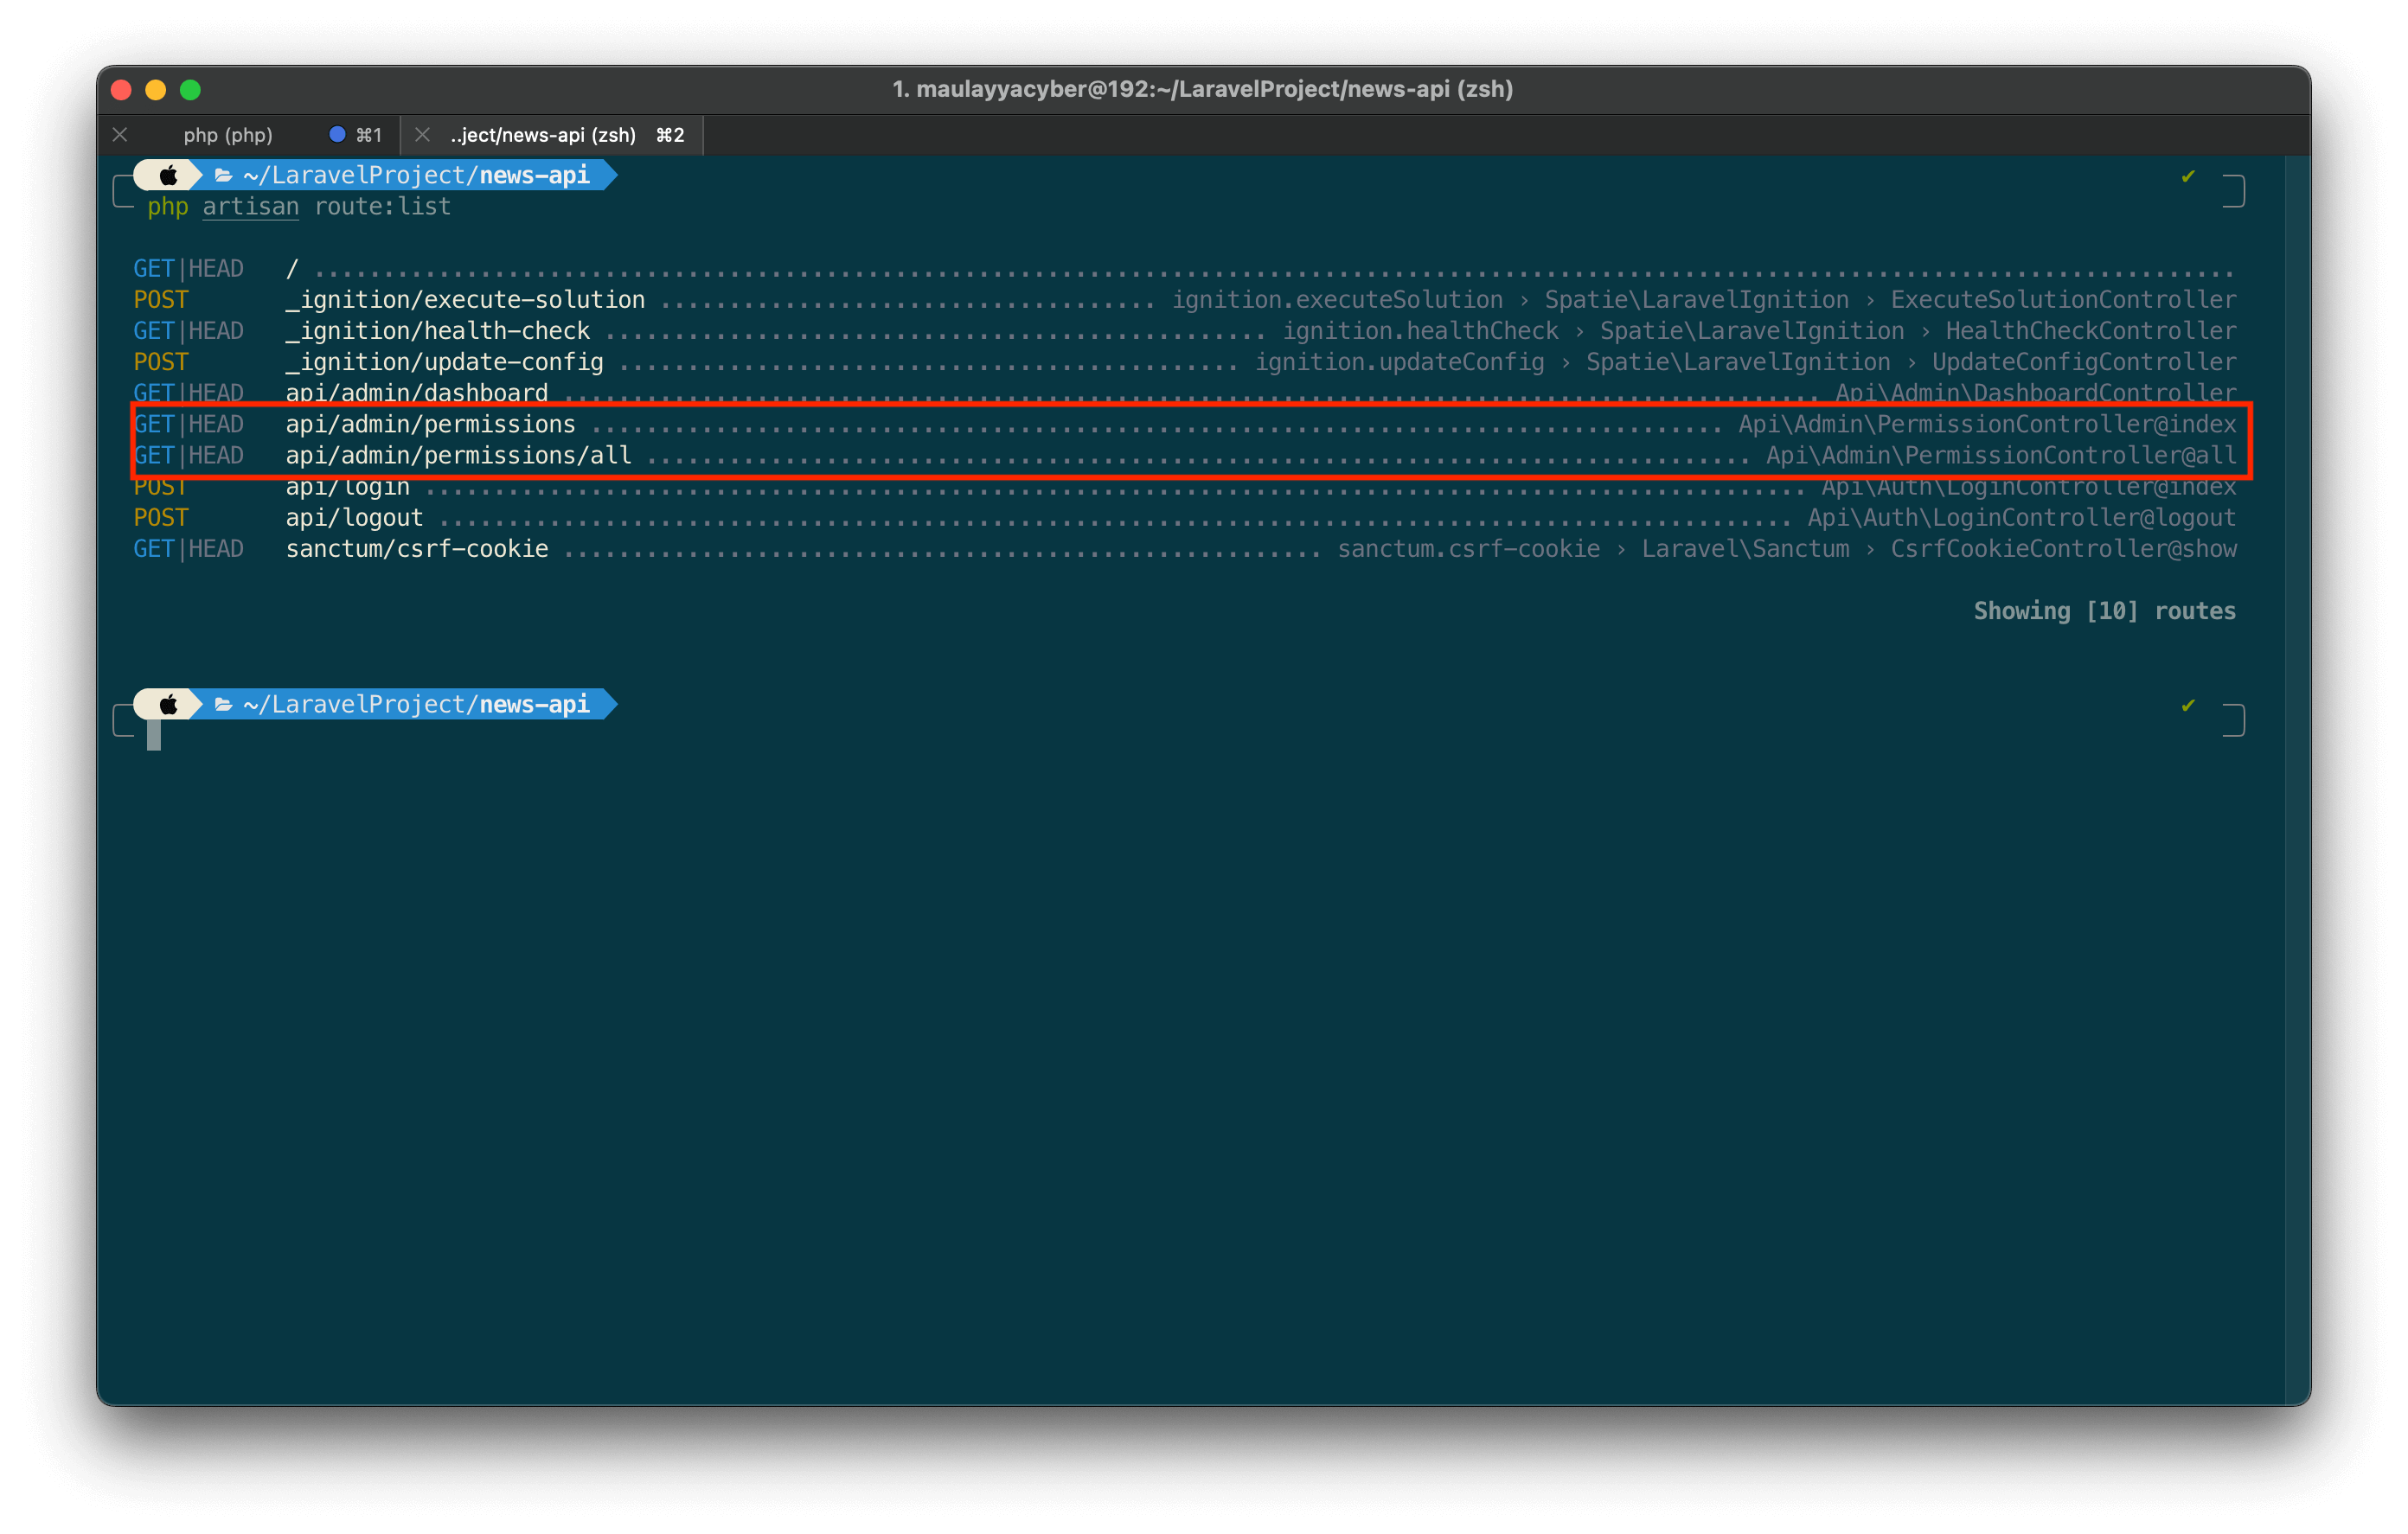 1. maulayyacyber@192:~/LaravelProject/news-api (zsh)
php (php) ⌘1 ..ject/news-api (zsh) ⌘2
~/LaravelProject/news-api ✔
php artisan route:list
GET|HEAD / ............................................................................................................................................
POST _ignition/execute-solution .................................... ignition.executeSolution › Spatie\LaravelIgnition › ExecuteSolutionController
GET|HEAD _ignition/health-check ................................................ ignition.healthCheck › Spatie\LaravelIgnition › HealthCheckController
POST _ignition/update-config ............................................. ignition.updateConfig › Spatie\LaravelIgnition › UpdateConfigController
GET|HEAD api/admin/dashboard ........................................................................................... Api\Admin\DashboardController
GET|HEAD api/admin/permissions .................................................................................. Api\Admin\PermissionController@index
GET|HEAD api/admin/permissions/all ................................................................................ Api\Admin\PermissionController@all
POST api/login .................................................................................................... Api\Auth\LoginController@index
POST api/logout .................................................................................................. Api\Auth\LoginController@logout
GET|HEAD sanctum/csrf-cookie ....................................................... sanctum.csrf-cookie › Laravel\Sanctum › CsrfCookieController@show
Showing [10] routes
~/LaravelProject/news-api ✔